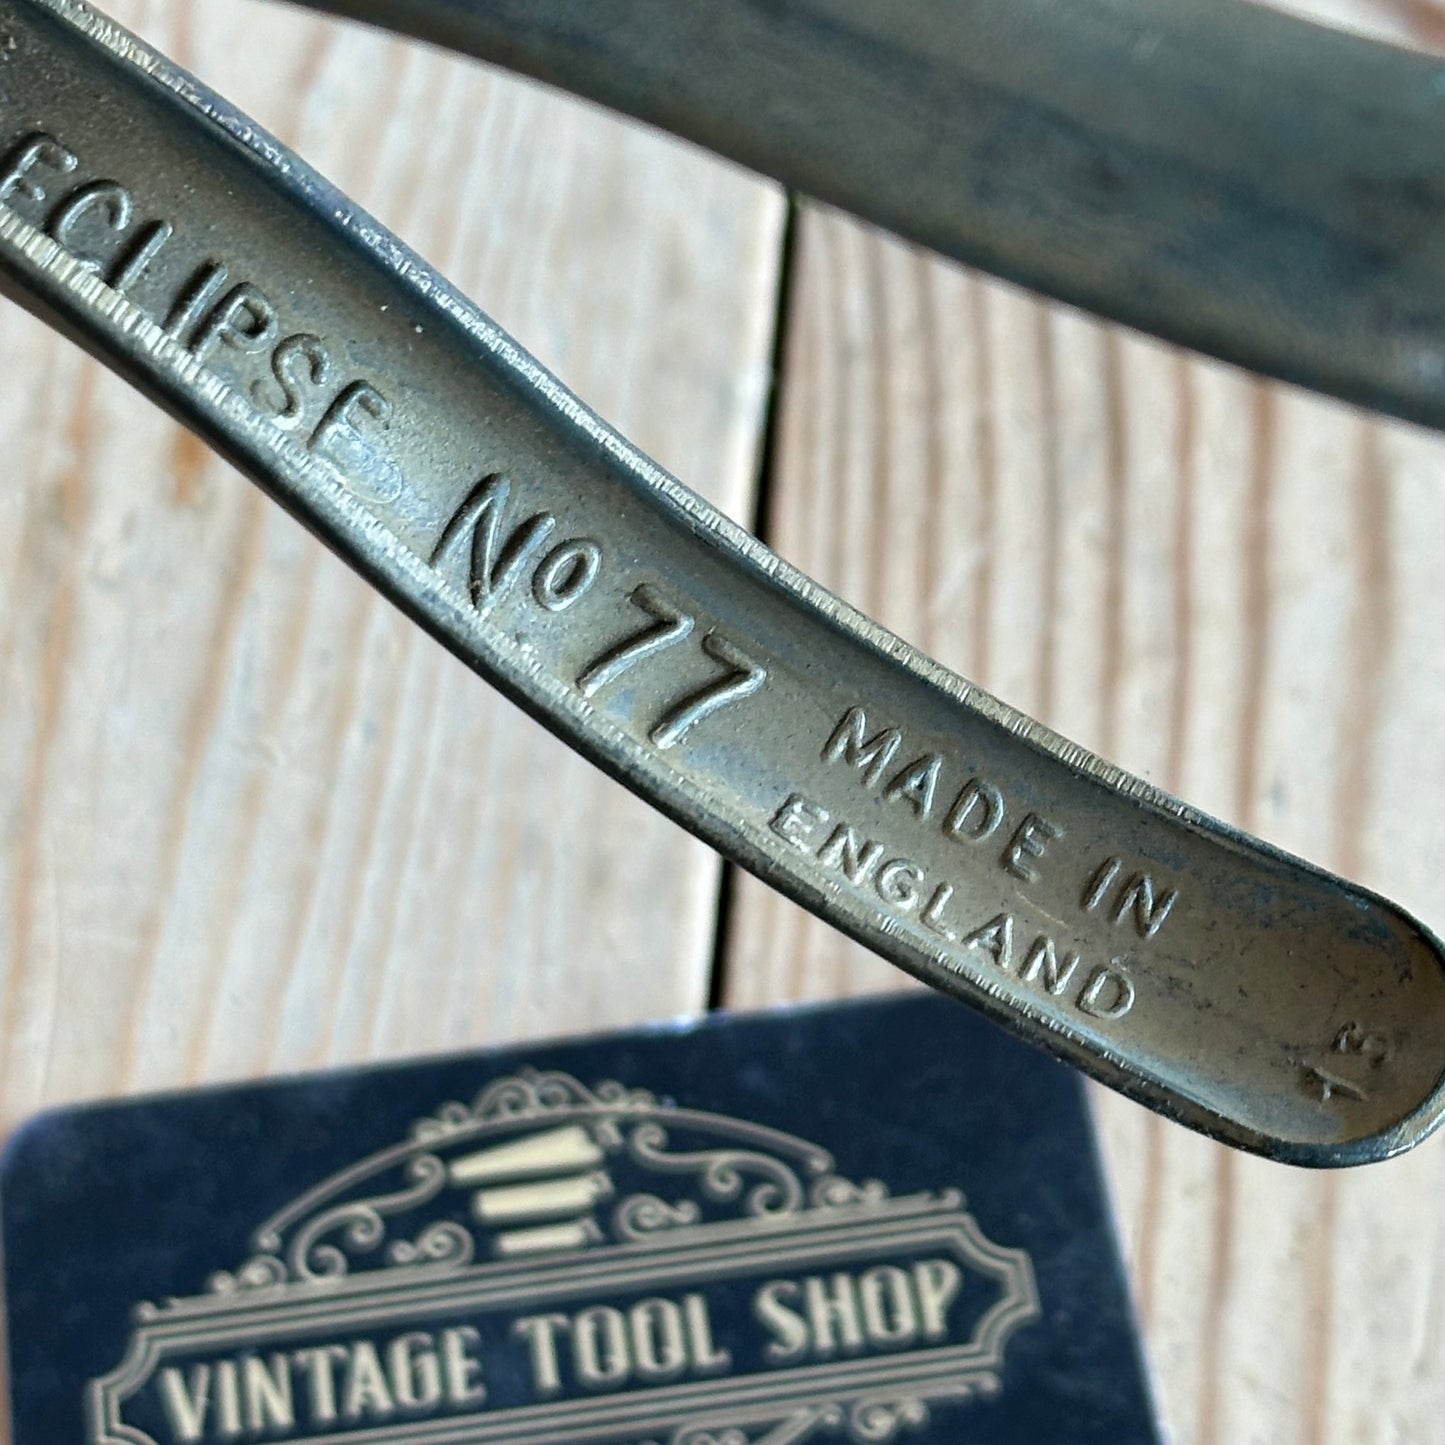 ECLIPSE Nº 77 MADE IN
ENGLAND
VINTAGE TOOL SHOP